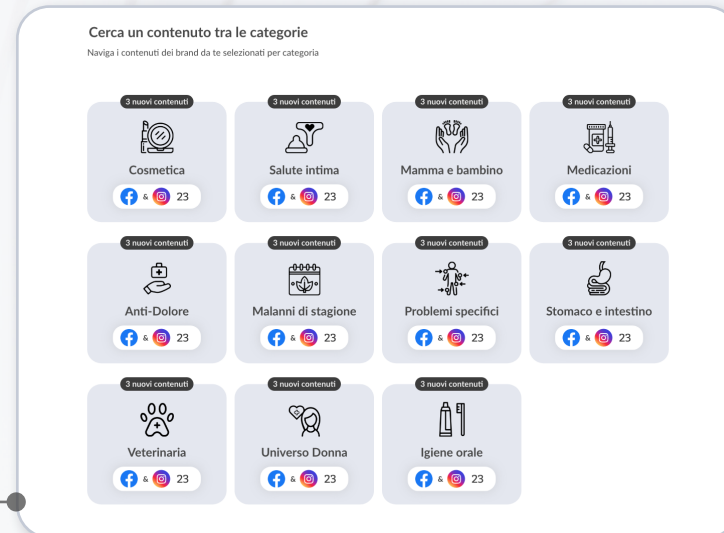 Cerca un contenuto tra le categorie
Naviga i contenuti dei brand da te selezionati per categoria
3 nuovi contenuti
Cosmetica
& 23
3 nuovi contenuti
Salute intima
& 23
3 nuovi contenuti
Mamma e bambino
& 23
3 nuovi contenuti
Medicazioni
& 23
3 nuovi contenuti
Anti-Dolore
& 23
3 nuovi contenuti
Malanni di stagione
& 23
3 nuovi contenuti
Problemi specifici
& 23
3 nuovi contenuti
Stomaco e intestino
& 23
3 nuovi contenuti
Veterinaria
& 23
3 nuovi contenuti
Universo Donna
& 23
3 nuovi contenuti
Igiene orale
& 23